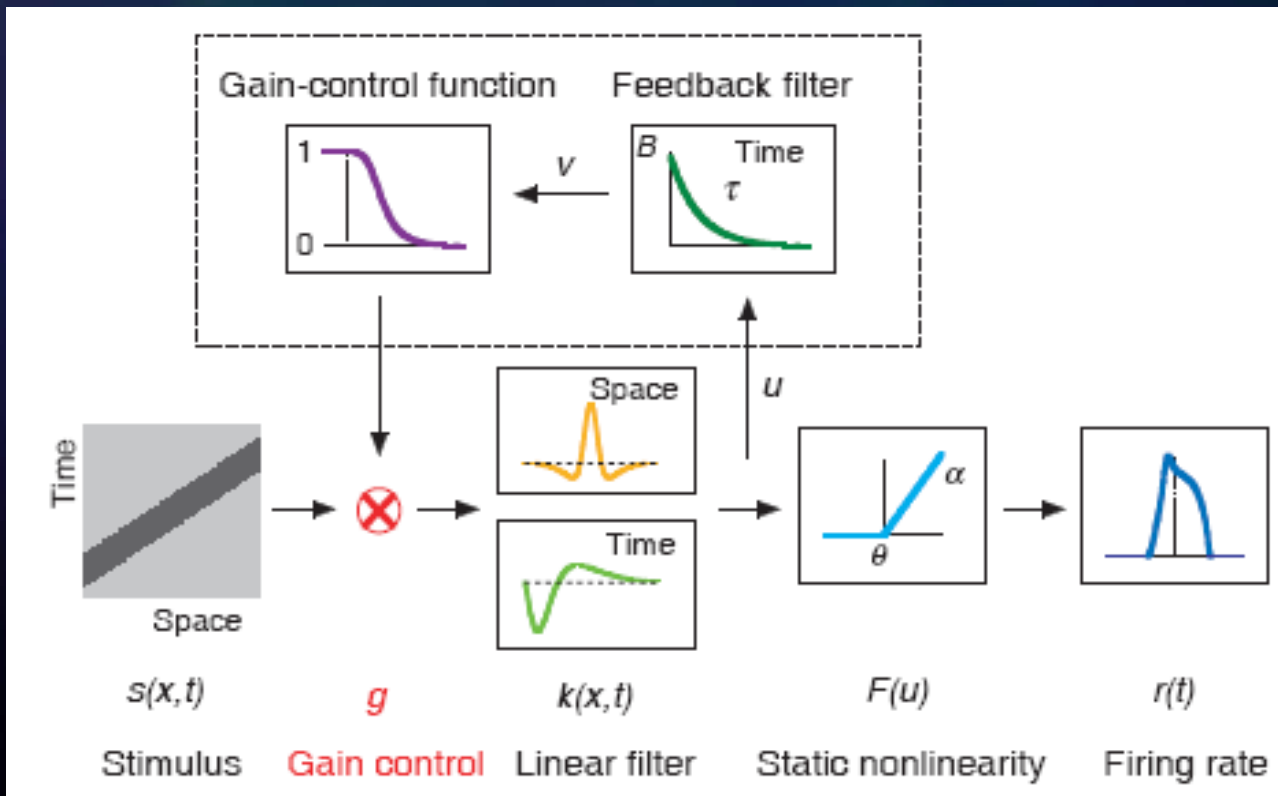 Gain-control function
Feedback filter
1
0
v
B
Time
τ
Space
u
Time
Space
Time
θ
α
s(x,t)
g
k(x,t)
F(u)
r(t)
Stimulus
Gain control
Linear filter
Static nonlinearity
Firing rate